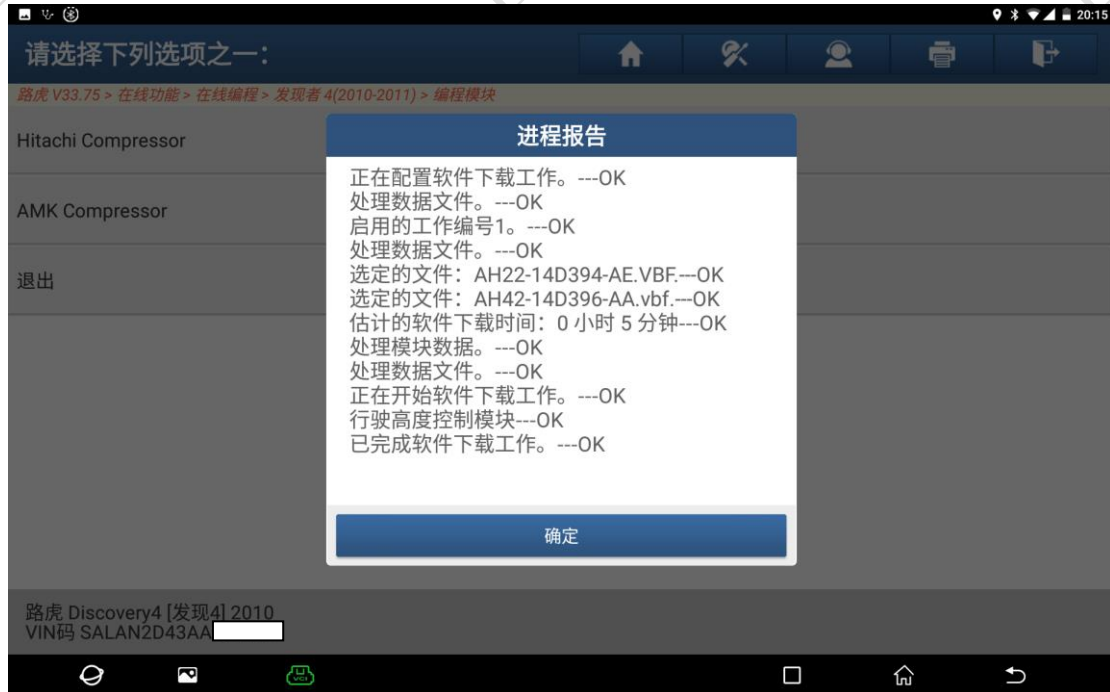 20:15
请选择下列选项之一：
路虎 V33.75 > 在线功能 > 在线编程 > 发现者 4(2010-2011) > 编程模块
Hitachi Compressor
AMK Compressor
退出
进程报告
正在配置软件下载工作。---OK
处理数据文件。---OK
启用的工作编号1。---OK
处理数据文件。---OK
选定的文件：AH22-14D394-AE.VBF.---OK
选定的文件：AH42-14D396-AA.vbf.---OK
估计的软件下载时间：0 小时 5 分钟---OK
处理模块数据。---OK
处理数据文件。---OK
正在开始软件下载工作。---OK
行驶高度控制模块---OK
已完成软件下载工作。---OK
确定
路虎 Discovery4 [发现4] 2010
VIN码 SALAN2D43AA
VCI